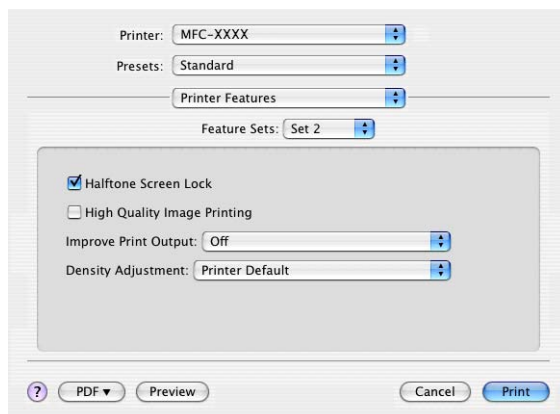 Printer: MFC-XXXX
Presets: Standard
Printer Features
Feature Sets: Set 2
Halftone Screen Lock
High Quality Image Printing
Improve Print Output: Off
Density Adjustment: Printer Default
? PDF ▼ Preview Cancel Print